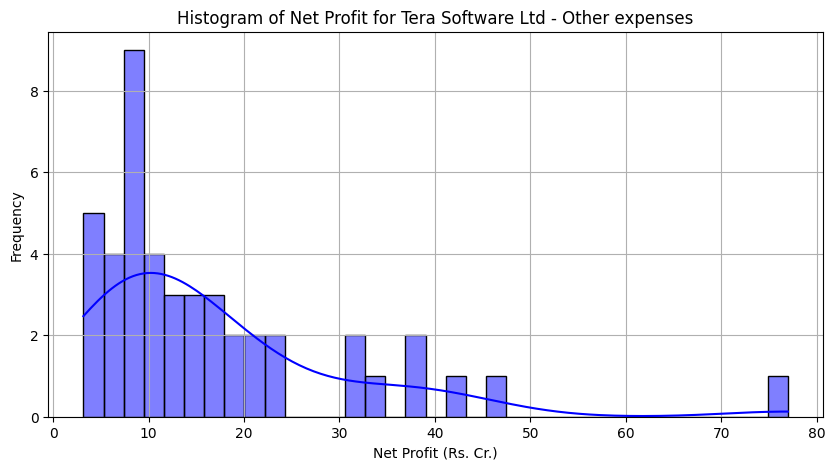 Histogram of Net Profit for Tera Software Ltd - Other expenses
8
6
4
2
0
Frequency
0 10 20 30 40 50 60 70 80
Net Profit (Rs. Cr.)